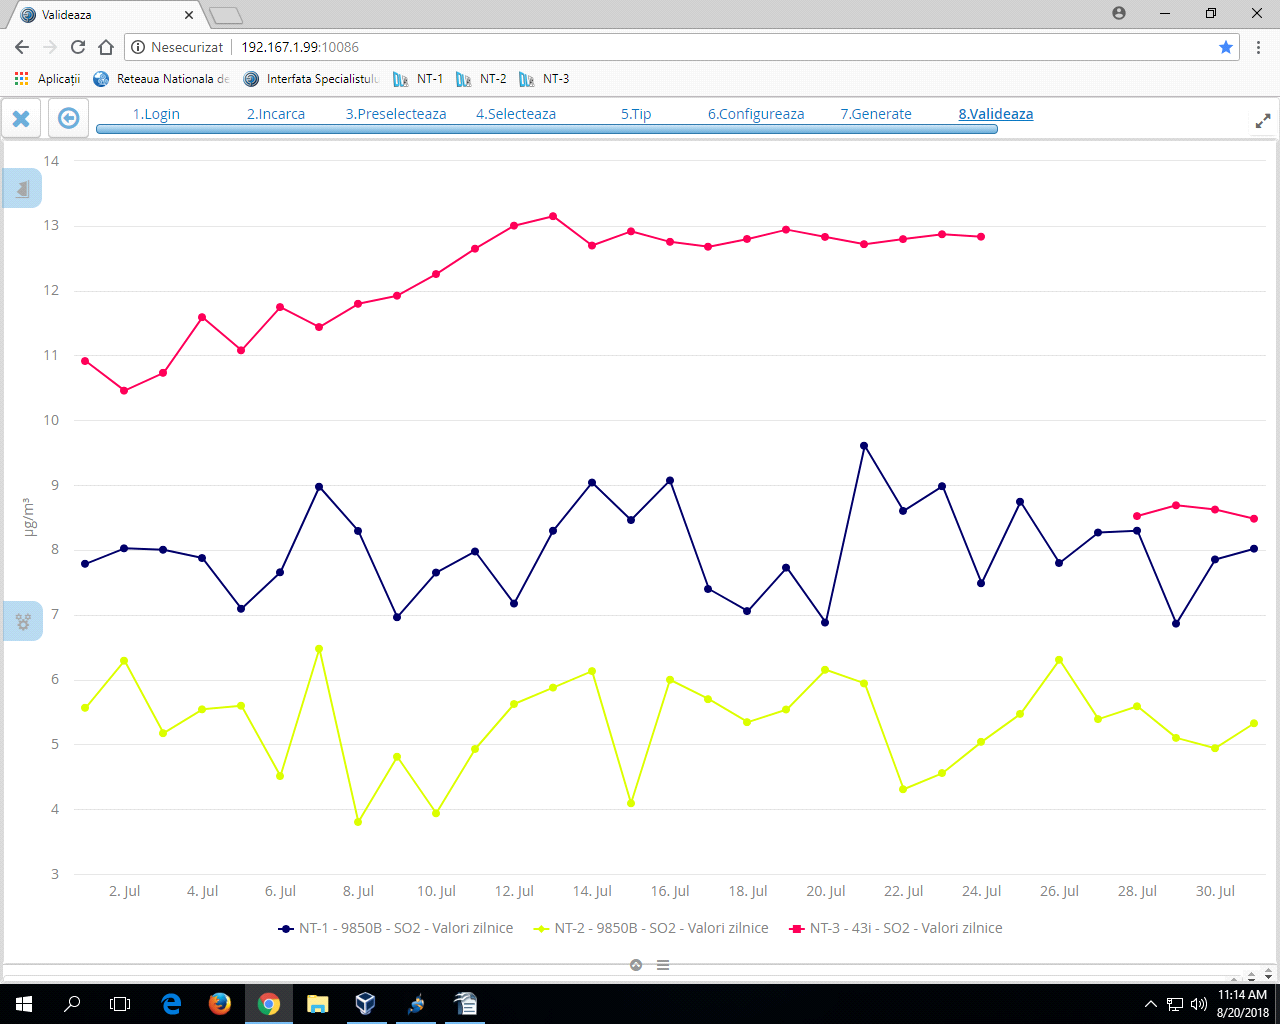 Valideaza
Nesecurizat 192.167.1.99:10086
Aplicații Reteaua Nationala de Interfata Specialistulu NT-1 NT-2 NT-3
1.Login 2.Incarca 3.Preselecteaza 4.Selecteaza 5.Tip 6.Configureaza 7.Generate 8.Valideaza
14
13
12
11
10
9
µg/m³
8
7
6
5
4
3
2. Jul 4. Jul 6. Jul 8. Jul 10. Jul 12. Jul 14. Jul 16. Jul 18. Jul 20. Jul 22. Jul 24. Jul 26. Jul 28. Jul 30. Jul
NT-1 - 9850B - SO2 - Valori zilnice NT-2 - 9850B - SO2 - Valori zilnice NT-3 - 43i - SO2 - Valori zilnice
11:14 AM
8/20/2018